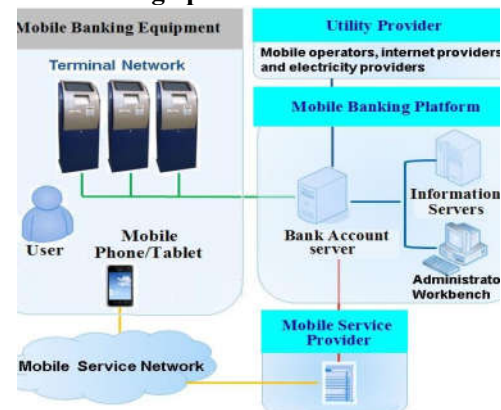 Mobile Banking Equipment
Terminal Network
User
Mobile
Phone/Tablet
Mobile Service Network
Utility Provider
Mobile operators, internet providers
and electricity providers
Mobile Banking Platform
Bank Account
server
Information
Servers
Administrato
Workbench
Mobile Service
Provider